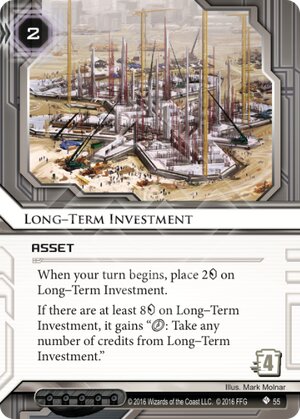 2
LONG–TERM INVESTMENT
ASSET
When your turn begins, place 2 on
Long–Term Investment.
If there are at least 8 on Long–Term
Investment, it gains “: Take any
number of credits from Long–Term
Investment.”
4
Illus. Mark Molnar
© 2016 Wizards of the Coast LLC. © 2016 FFG 55